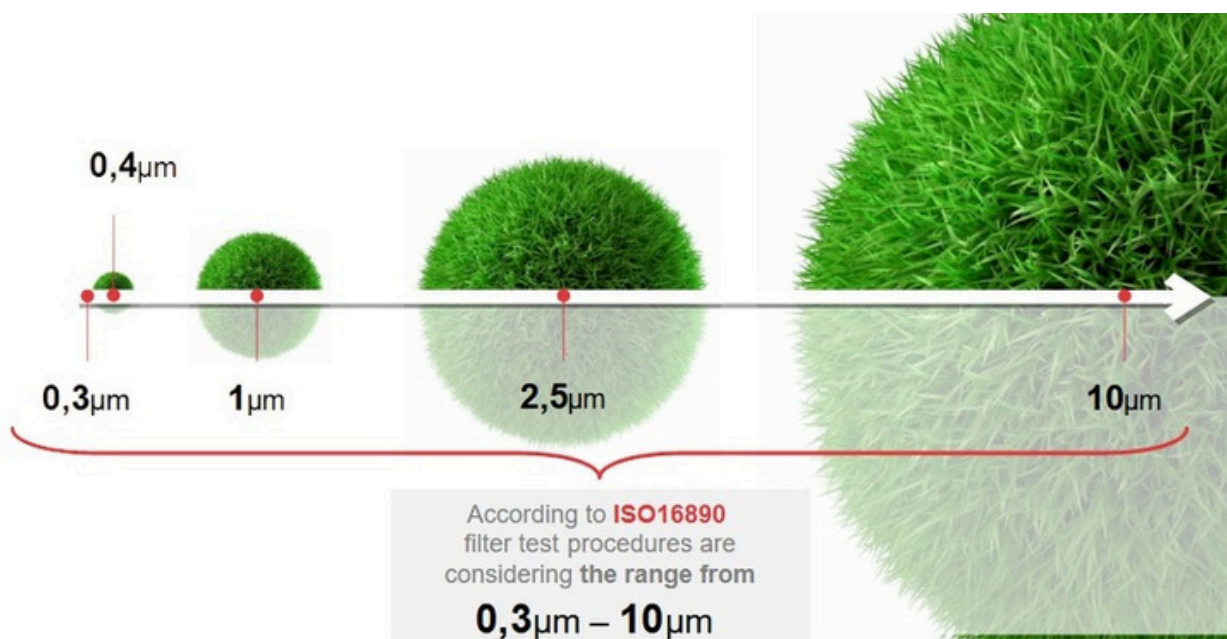 0,4µm
0,3µm
1µm
2,5µm
10µm
According to ISO16890
filter test procedures are
considering the range from
0,3µm – 10µm